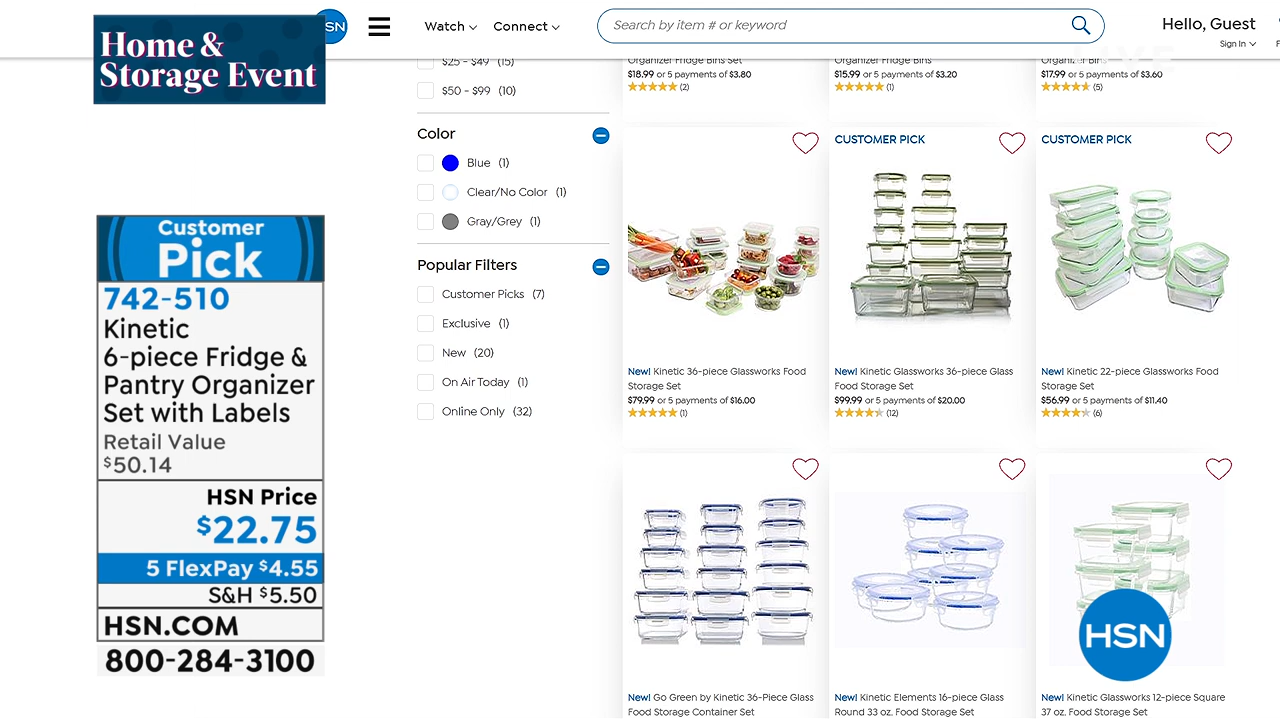 Home &
Storage Event
Customer
Pick
742-510
Kinetic
6-piece Fridge &
Pantry Organizer
Set with Labels
Retail Value
$50.14
HSN Price
$22.75
5 FlexPay $4.55
S&H $5.50
HSN.COM
800-284-3100
SN
Watch
Connect
Search by item # or keyword
Hello, Guest
Sign In
LIVE
$25 - $49 (15)
$50 - $99 (10)
Color
Blue (1)
Clear/No Color (1)
Gray/Grey (1)
Popular Filters
Customer Picks (7)
Exclusive (1)
New (20)
On Air Today (1)
Online Only (32)
Organizer Fridge Bins Set
$18.99 or 5 payments of $3.80
(2)
Organizer Fridge Bins
$15.99 or 5 payments of $3.20
(1)
Organizer Bins
$17.99 or 5 payments of $3.60
(5)
New! Kinetic 36-piece Glassworks Food
Storage Set
$79.99 or 5 payments of $16.00
(1)
CUSTOMER PICK
New! Kinetic Glassworks 36-piece Glass
Food Storage Set
$99.99 or 5 payments of $20.00
(12)
CUSTOMER PICK
New! Kinetic 22-piece Glassworks Food
Storage Set
$56.99 or 5 payments of $11.40
(6)
New! Go Green by Kinetic 36-Piece Glass
Food Storage Container Set
New! Kinetic Elements 16-piece Glass
Round 33 oz. Food Storage Set
HSN
New! Kinetic Glassworks 12-piece Square
37 oz. Food Storage Set